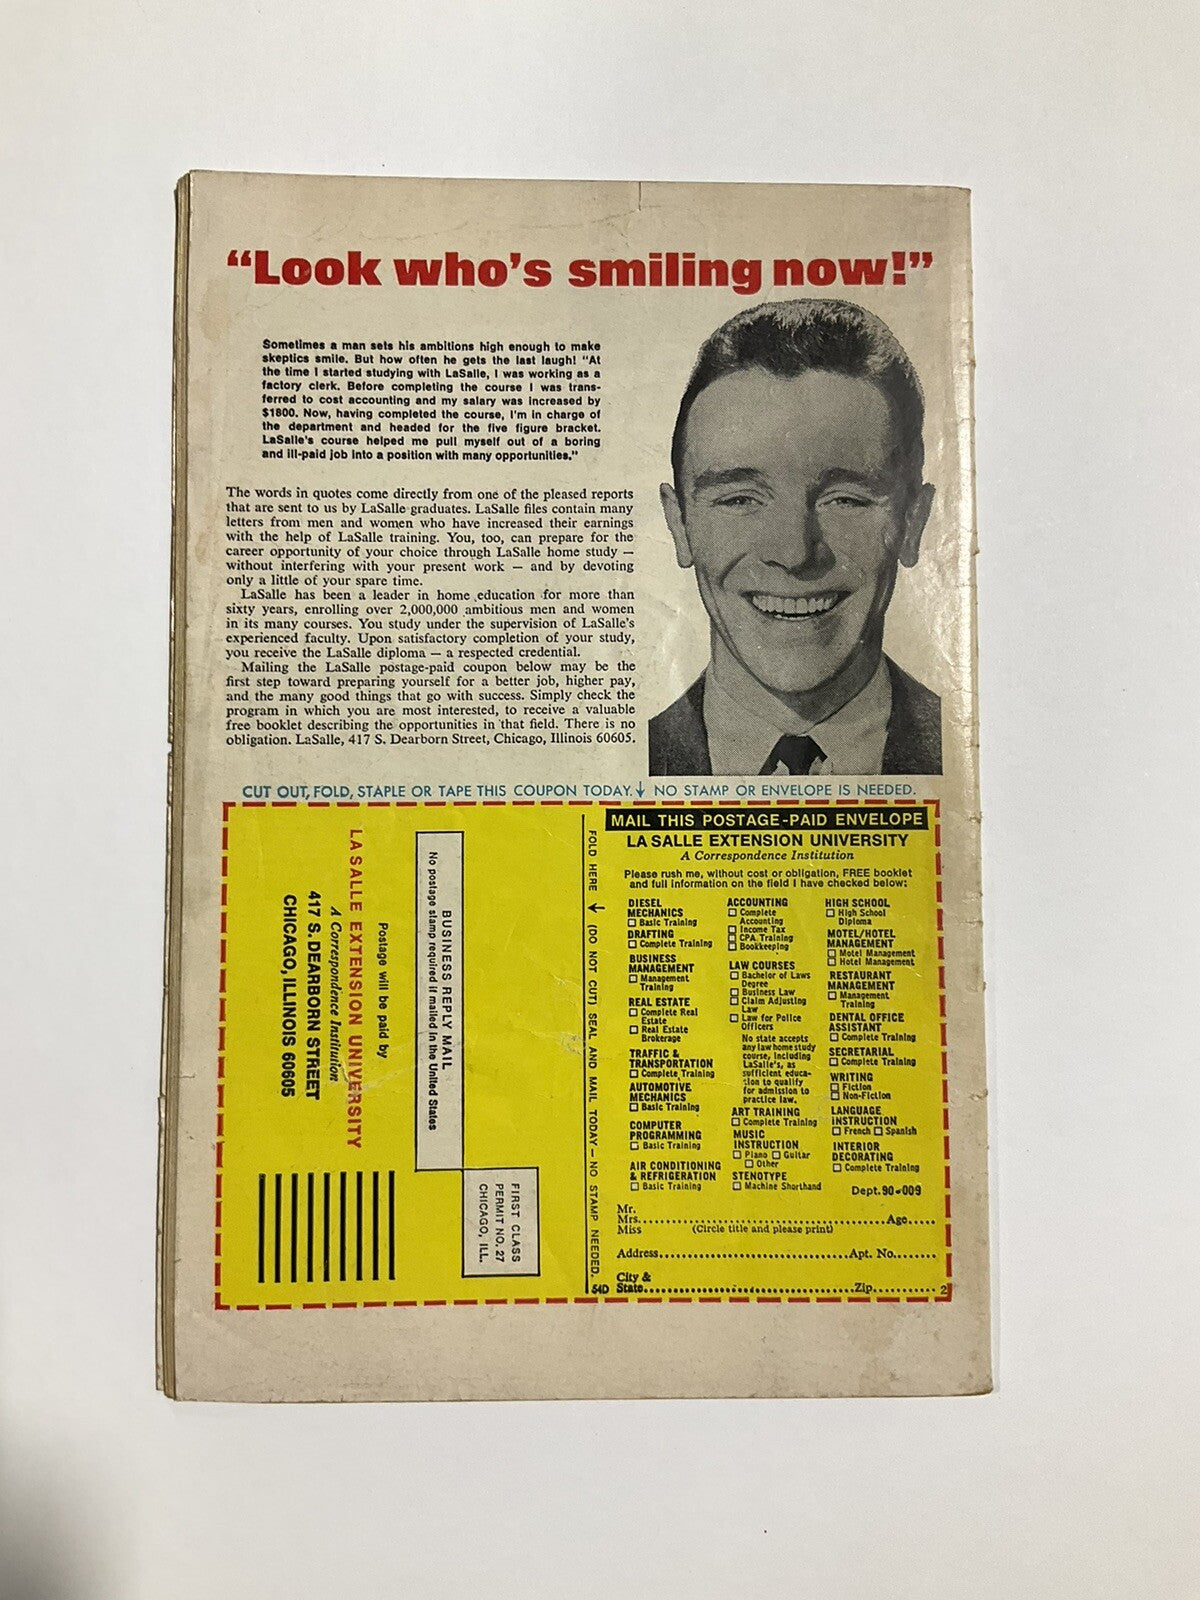 “Look who’s smiling now!”
Sometimes a man sets his ambitions high enough to make
skeptics smile. But how often he gets the last laugh! “At
the time I started studying with LaSalle, I was working as a
factory clerk. Before completing the course I was trans-
ferred to cost accounting and my salary was increased by
$1800. Now, having completed the course, I’m in charge of
the department and headed for the five figure bracket.
LaSalle’s course helped me pull myself out of a boring
and ill-paid job into a position with many opportunities.”
The words in quotes come directly from one of the pleased reports
that are sent to us by LaSalle graduates. LaSalle files contain many
letters from men and women who have increased their earnings
with the help of LaSalle training. You, too, can prepare for the
career opportunity of your choice through LaSalle home study —
without interfering with your present work — and by devoting
only a little of your spare time.
LaSalle has been a leader in home education for more than
sixty years, enrolling over 2,000,000 ambitious men and women
in its many courses. You study under the supervision of LaSalle’s
experienced faculty. Upon satisfactory completion of your study,
you receive the LaSalle diploma — a respected credential.
Mailing the LaSalle postage-paid coupon below may be the
first step toward preparing yourself for a better job, higher pay,
and the many good things that go with success. Simply check the
program in which you are most interested, to receive a valuable
free booklet describing the opportunities in that field. There is no
obligation. LaSalle, 417 S. Dearborn Street, Chicago, Illinois 60605.
CUT OUT, FOLD, STAPLE OR TAPE THIS COUPON TODAY. ↓ NO STAMP OR ENVELOPE IS NEEDED.
FIRST CLASS
PERMIT NO. 27
CHICAGO, ILL.
BUSINESS REPLY MAIL
No postage stamp required if mailed in the United States
Postage will be paid by
LA SALLE EXTENSION UNIVERSITY
A Correspondence Institution
417 S. DEARBORN STREET
CHICAGO, ILLINOIS 60605
FOLD HERE ↓ (DO NOT CUT) SEAL AND MAIL TODAY — NO STAMP NEEDED.
54D
MAIL THIS POSTAGE-PAID ENVELOPE
LA SALLE EXTENSION UNIVERSITY
A Correspondence Institution
Please rush me, without cost or obligation, FREE booklet
and full information on the field I have checked below:
DIESEL
MECHANICS
☐ Basic Training
DRAFTING
☐ Complete Training
BUSINESS
MANAGEMENT
☐ Management
Training
REAL ESTATE
☐ Complete Real
Estate
☐ Real Estate
Brokerage
TRAFFIC &
TRANSPORTATION
☐ Complete Training
AUTOMOTIVE
MECHANICS
☐ Basic Training
COMPUTER
PROGRAMMING
☐ Basic Training
AIR CONDITIONING
& REFRIGERATION
☐ Basic Training
ACCOUNTING
☐ Complete
Accounting
☐ Income Tax
☐ CPA Training
☐ Bookkeeping
LAW COURSES
☐ Bachelor of Laws
Degree
☐ Business Law
☐ Claim Adjusting
Law
☐ Law for Police
Officers
No state accepts
any law home study
course, including
LaSalle’s, as
sufficient educa-
tion to qualify
for admission to
practice law.
ART TRAINING
☐ Complete Training
MUSIC
INSTRUCTION
☐ Piano ☐ Guitar
☐ Other
STENOTYPE
☐ Machine Shorthand
HIGH SCHOOL
☐ High School
Diploma
MOTEL/HOTEL
MANAGEMENT
☐ Motel Management
☐ Hotel Management
RESTAURANT
MANAGEMENT
☐ Management
Training
DENTAL OFFICE
ASSISTANT
☐ Complete Training
SECRETARIAL
☐ Complete Training
WRITING
☐ Fiction
☐ Non-Fiction
LANGUAGE
INSTRUCTION
☐ French ☐ Spanish
INTERIOR
DECORATING
☐ Complete Training
Dept. 90-009
Mr.
Mrs. Age
Miss (Circle title and please print)
Address Apt. No.
City &
State Zip 2